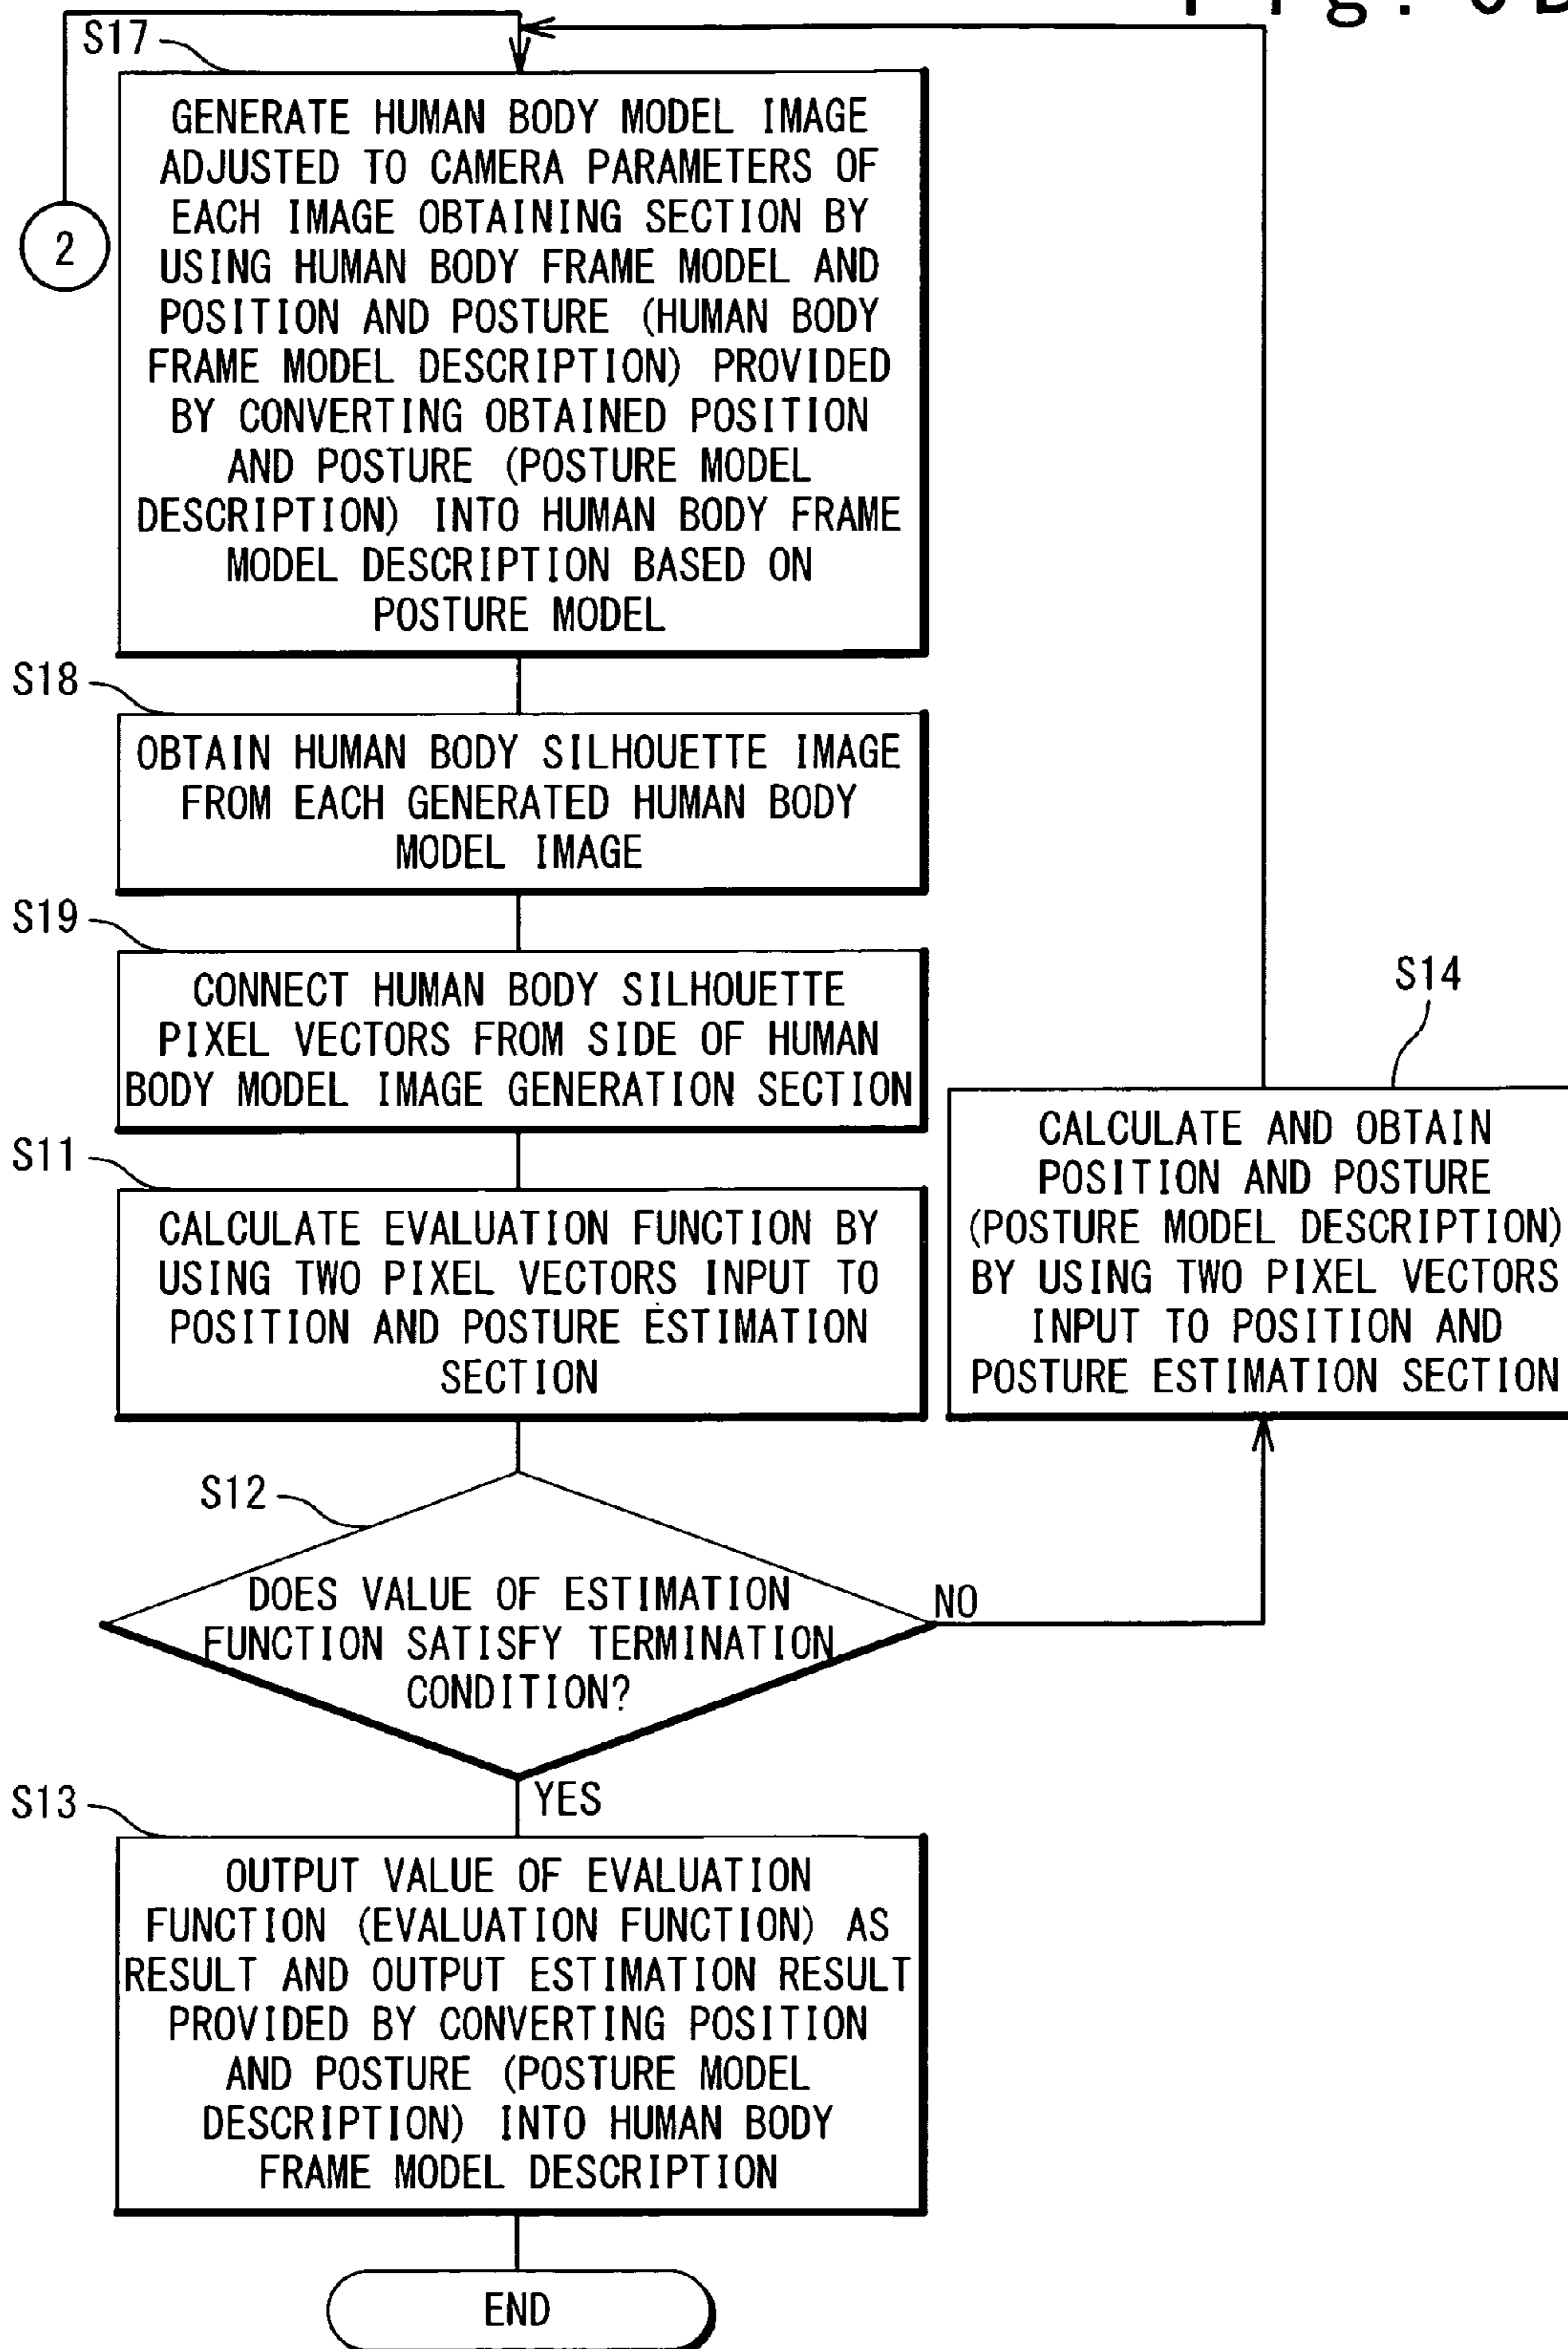 S17
2
GENERATE HUMAN BODY MODEL IMAGE
ADJUSTED TO CAMERA PARAMETERS OF
EACH IMAGE OBTAINING SECTION BY
USING HUMAN BODY FRAME MODEL AND
POSITION AND POSTURE (HUMAN BODY
FRAME MODEL DESCRIPTION) PROVIDED
BY CONVERTING OBTAINED POSITION
AND POSTURE (POSTURE MODEL
DESCRIPTION) INTO HUMAN BODY FRAME
MODEL DESCRIPTION BASED ON
POSTURE MODEL
S18
OBTAIN HUMAN BODY SILHOUETTE IMAGE
FROM EACH GENERATED HUMAN BODY
MODEL IMAGE
S19
CONNECT HUMAN BODY SILHOUETTE
PIXEL VECTORS FROM SIDE OF HUMAN
BODY MODEL IMAGE GENERATION SECTION
S11
CALCULATE EVALUATION FUNCTION BY
USING TWO PIXEL VECTORS INPUT TO
POSITION AND POSTURE ESTIMATION
SECTION
S14
CALCULATE AND OBTAIN
POSITION AND POSTURE
(POSTURE MODEL DESCRIPTION)
BY USING TWO PIXEL VECTORS
INPUT TO POSITION AND
POSTURE ESTIMATION SECTION
S12
DOES VALUE OF ESTIMATION
FUNCTION SATISFY TERMINATION
CONDITION?
NO
YES
S13
OUTPUT VALUE OF EVALUATION
FUNCTION (EVALUATION FUNCTION) AS
RESULT AND OUTPUT ESTIMATION RESULT
PROVIDED BY CONVERTING POSITION
AND POSTURE (POSTURE MODEL
DESCRIPTION) INTO HUMAN BODY
FRAME MODEL DESCRIPTION
END